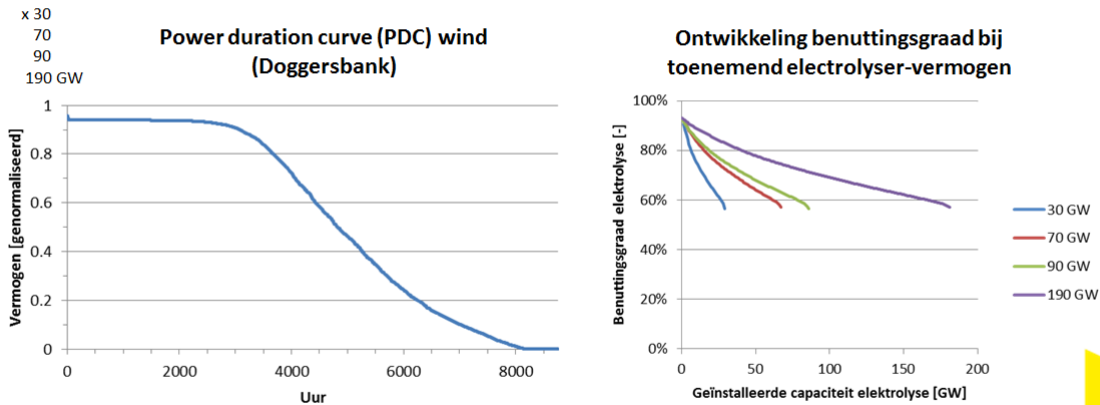 x 30
70
90
190 GW
Power duration curve (PDC) wind
(Doggersbank)
Vermogen [genormaliseerd]
1
0.8
0.6
0.4
0.2
0
0 2000 4000 6000 8000
Uur
Ontwikkeling benuttingsgraad bij
toenemend electrolyser-vermogen
Benuttingsgraad elektrolyse [-]
100%
80%
60%
40%
20%
0%
0 50 100 150 200
Geïnstalleerde capaciteit elektrolyse [GW]
30 GW
70 GW
90 GW
190 GW